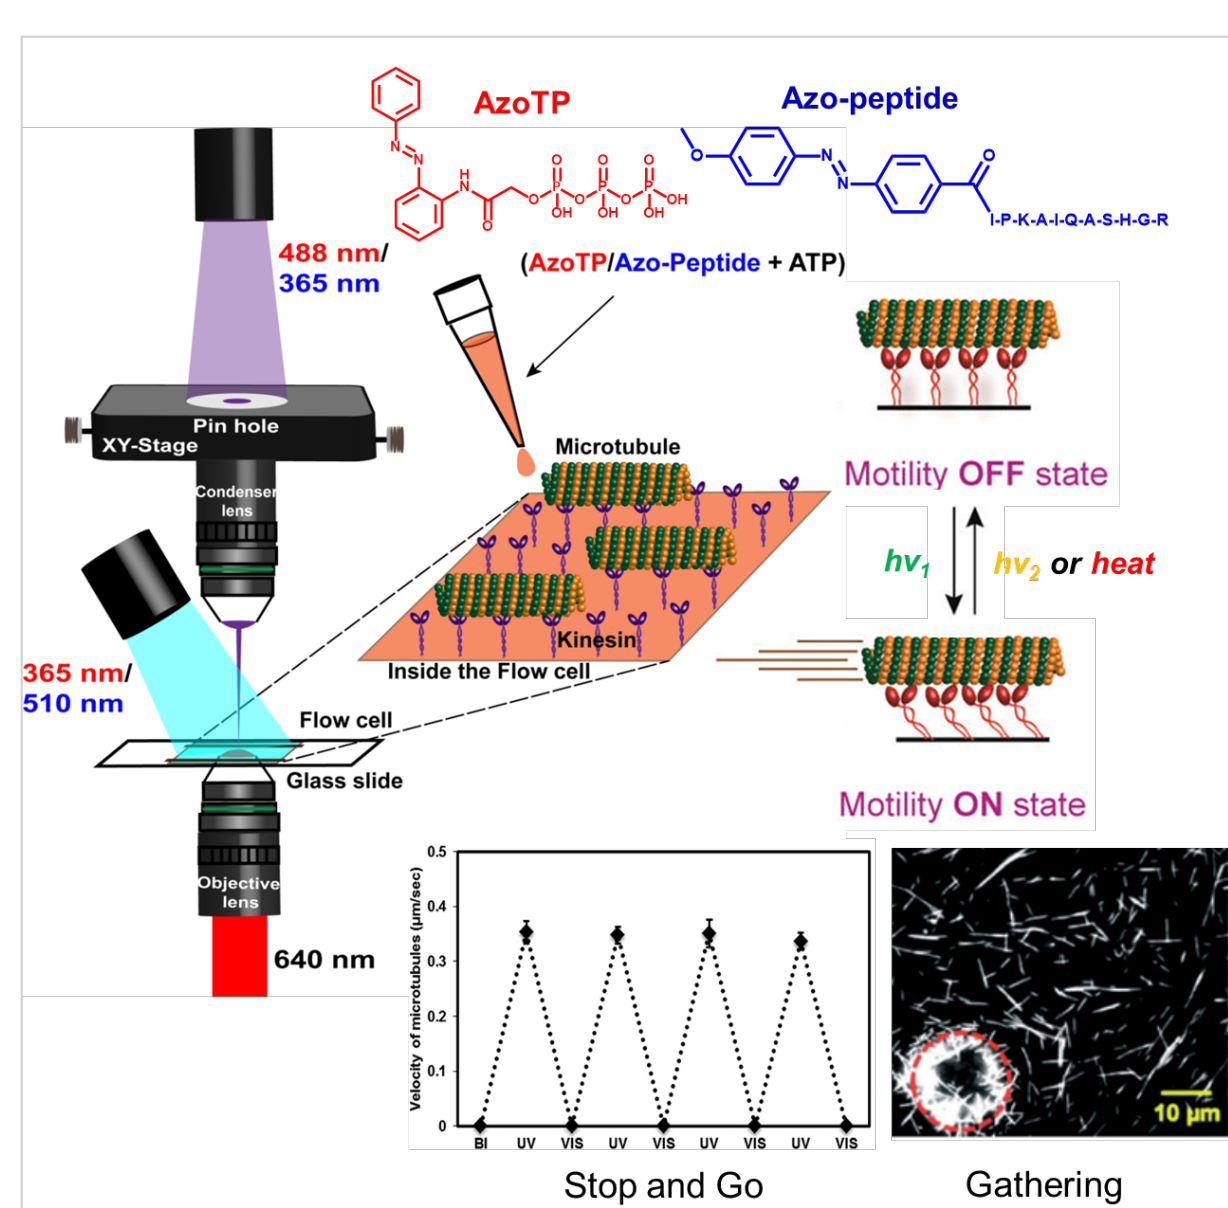 AzoTP
Azo-peptide
N
N
H
N
O
O
P
OH
O
O
P
OH
O
O
P
OH
OH
O
O
N
N
O
I-P-K-A-I-Q-A-S-H-G-R
488 nm/
365 nm
(AzoTP/Azo-Peptide + ATP)
Pin hole
XY-Stage
Condenser
lens
Microtubule
Kinesin
Inside the Flow cell
Motility OFF state
hv1
hv2 or heat
Motility ON state
365 nm/
510 nm
Flow cell
Glass slide
Objective
lens
640 nm
Velocity of microtubules (µm/sec)
0.5
0.4
0.3
0.2
0.1
0
BI UV VIS UV VIS UV VIS UV VIS
Stop and Go
10 µm
Gathering